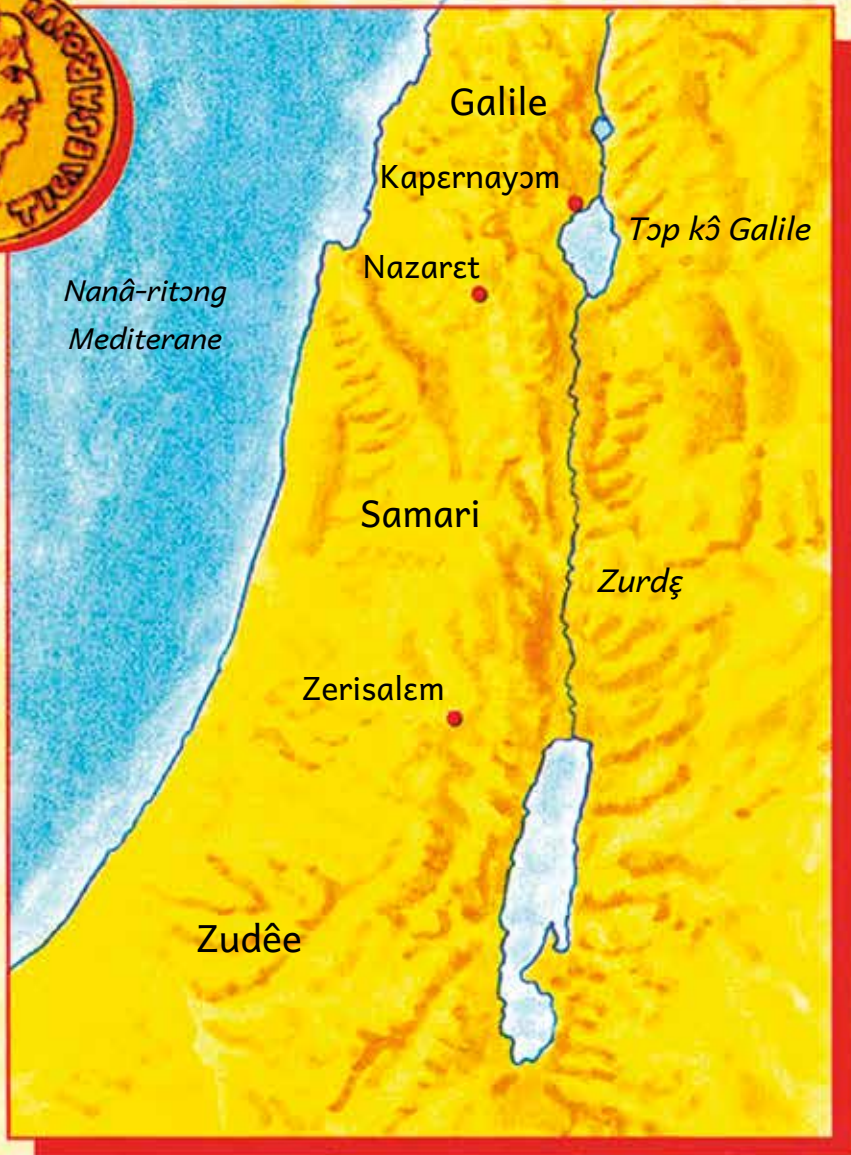 Galile
Kapɛrnayɔm
Tɔp kɔ̂ Galile
Nazarɛt
Nanâ-ritɔng
Mediterane
Samari
Zurdɛ̧
Zerisalɛm
Zudêe